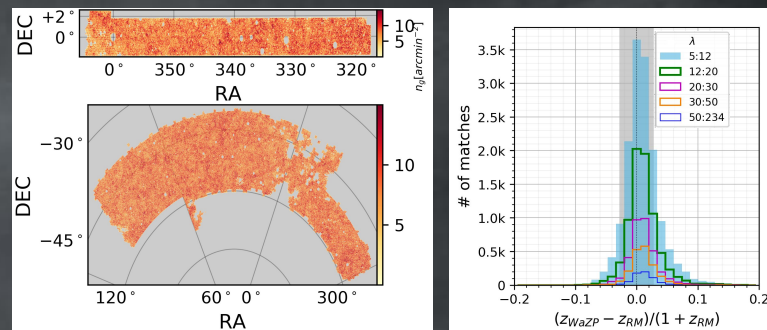 +2°
0°
DEC
0° 350° 340° 330° 320°
RA
10
5
n_g[arcmin⁻²]
−30°
−45°
DEC
120° 60° 0° 300°
RA
10
5
# of matches
3.5k
3.0k
2.5k
2.0k
1.5k
1.0k
0.5k
0
−0.2 −0.1 0.0 0.1 0.2
(z_WaZP − z_RM)/(1 + z_RM)
λ
5:12
12:20
20:30
30:50
50:234